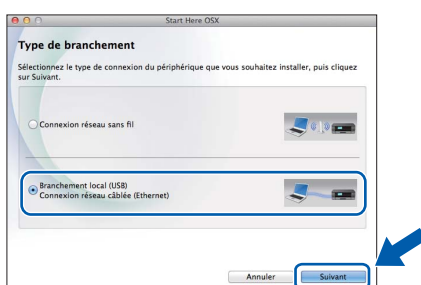 Start Here OSX
Type de branchement
Sélectionnez le type de connexion du périphérique que vous souhaitez installer, puis cliquez
sur Suivant.
Connexion réseau sans fil
Branchement local (USB)
Connexion réseau câblée (Ethernet)
Annuler
Suivant